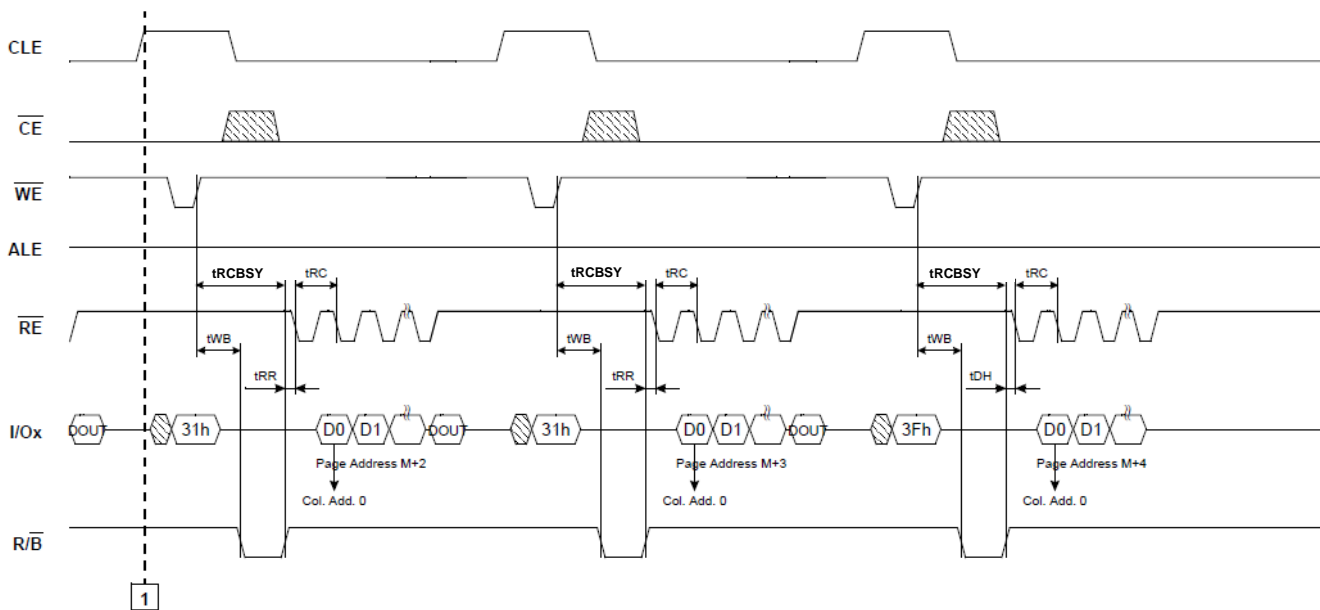 CLE
CE
WE
ALE
tRCBSY tRC tRCBSY tRC tRCBSY tRC
RE
tWB tWB tWB
tRR tRR tDH
I/Ox DOUT 31h D0 D1 DOUT 31h D0 D1 DOUT 3Fh D0 D1
Page Address M+2 Page Address M+3 Page Address M+4
Col. Add. 0 Col. Add. 0 Col. Add. 0
R/B
1